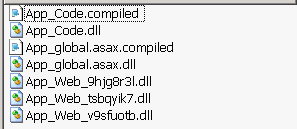 App_Code.compiled
App_Code.dll
App_global.asax.compiled
App_global.asax.dll
App_Web_9hjg8r3l.dll
App_Web_tsbqyik7.dll
App_Web_v9sfuotb.dll